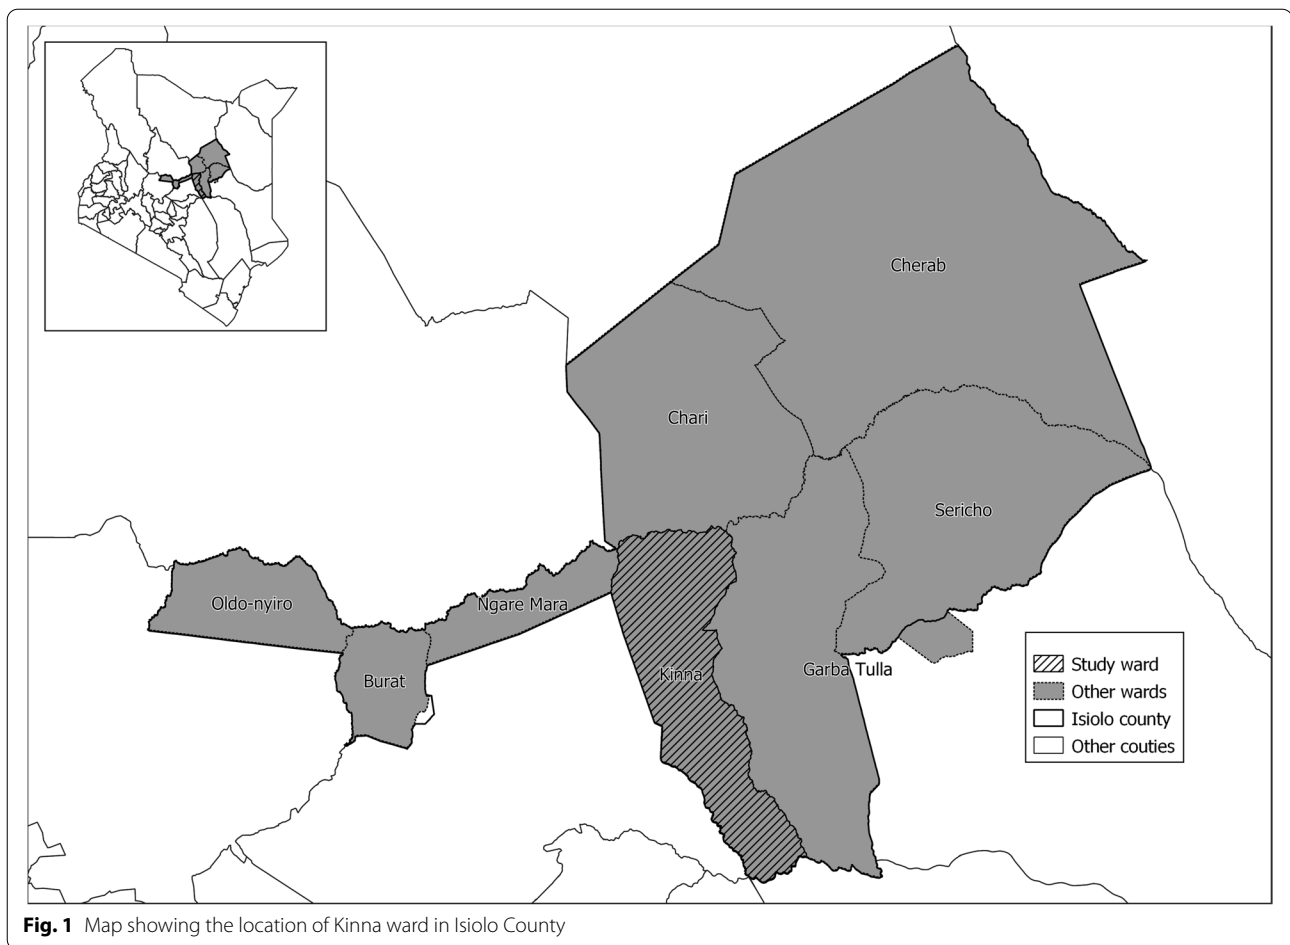 Cherab
Chari
Sericho
Oldo-nyiro
Ngare Mara
Burat
Kinna
Garba Tulla
Study ward
Other wards
Isiolo county
Other couties
Fig. 1 Map showing the location of Kinna ward in Isiolo County